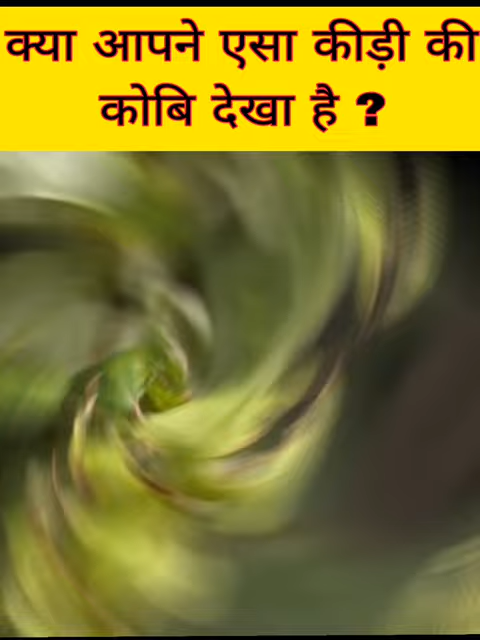 क्या आपने एसा कीड़ी की
कोबि देखा है ?